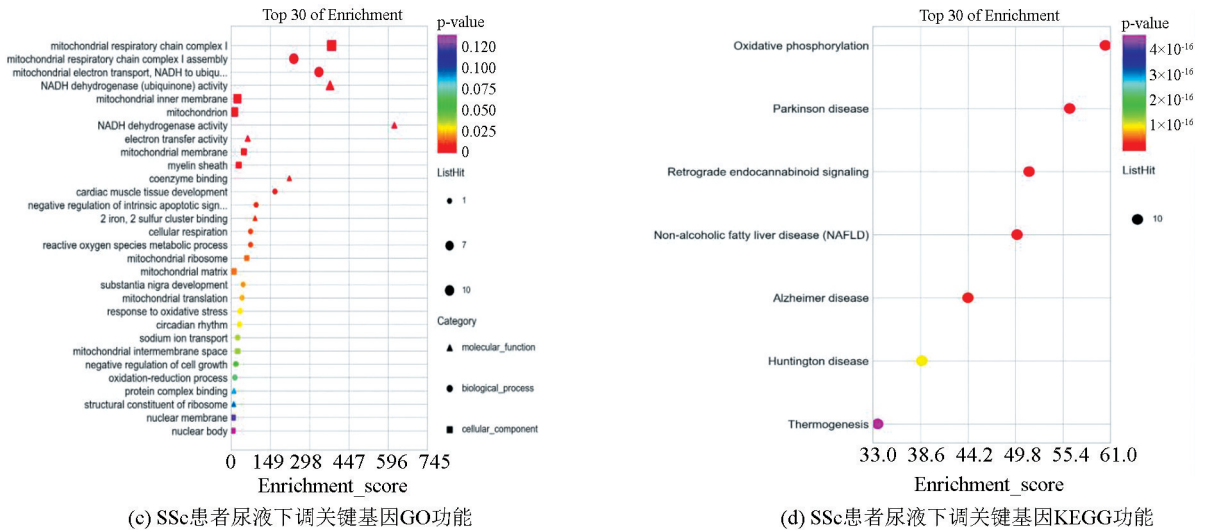 Top 30 of Enrichment
mitochondrial respiratory chain complex I
mitochondrial respiratory chain complex I assembly
mitochondrial electron transport, NADH to ubiqu...
NADH dehydrogenase (ubiquinone) activity
mitochondrial inner membrane
mitochondrion
NADH dehydrogenase activity
electron transfer activity
mitochondrial membrane
myelin sheath
coenzyme binding
cardiac muscle tissue development
negative regulation of intrinsic apoptotic sign...
2 iron, 2 sulfur cluster binding
cellular respiration
reactive oxygen species metabolic process
mitochondrial ribosome
mitochondrial matrix
substantia nigra development
mitochondrial translation
response to oxidative stress
circadian rhythm
sodium ion transport
mitochondrial intermembrane space
negative regulation of cell growth
oxidation-reduction process
protein complex binding
structural constituent of ribosome
nuclear membrane
nuclear body
0 149 298 447 596 745
Enrichment_score
p-value
0.120
0.100
0.075
0.050
0.025
0
ListHit
1
7
10
Category
molecular_function
biological_process
cellular_component
(c) SSc患者尿液下调关键基因GO功能
Top 30 of Enrichment
Oxidative phosphorylation
Parkinson disease
Retrograde endocannabinoid signaling
Non-alcoholic fatty liver disease (NAFLD)
Alzheimer disease
Huntington disease
Thermogenesis
33.0 38.6 44.2 49.8 55.4 61.0
Enrichment_score
p-value
4×10⁻¹⁶
3×10⁻¹⁶
2×10⁻¹⁶
1×10⁻¹⁶
ListHit
10
(d) SSc患者尿液下调关键基因KEGG功能